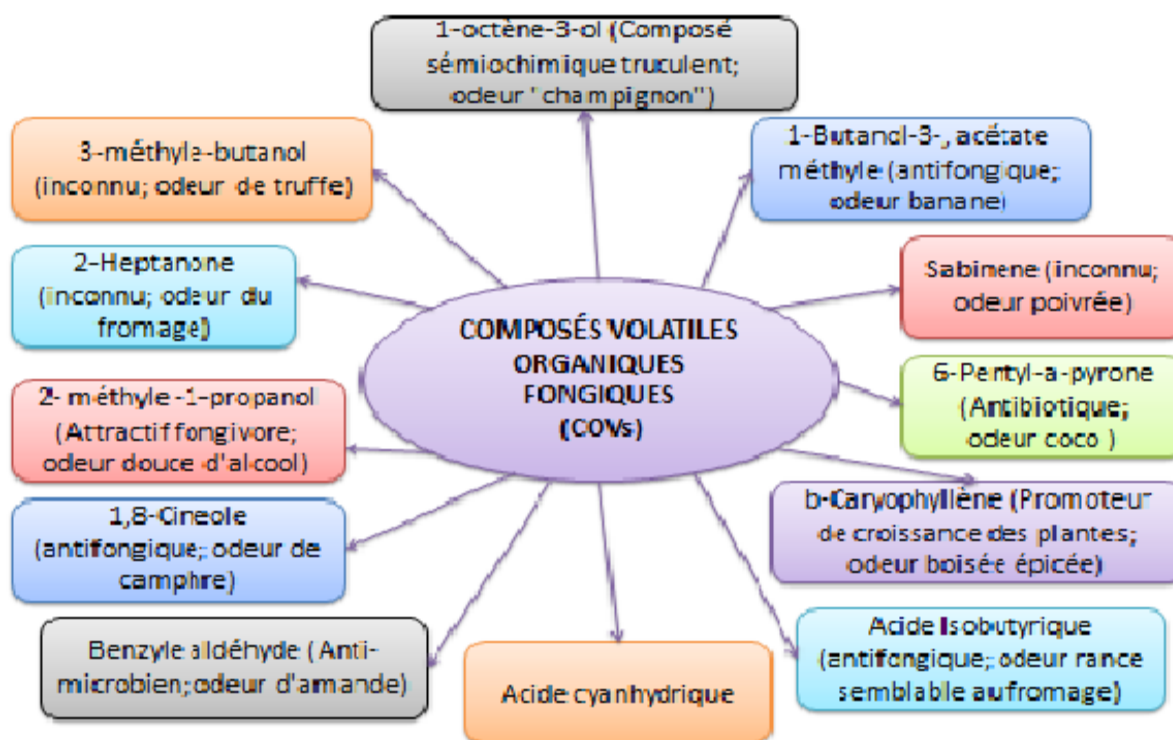 1-octène-3-ol (Composé
sémiochimique truculent;
odeur "champignon")
3-méthyle-butanol
(inconnu; odeur de truffe)
1-Butanol-3-, acétate
méthyle (antifongique;
odeur banane)
2-Heptanone
(inconnu; odeur du
fromage)
Sabinene (inconnu;
odeur poivrée)
COMPOSÉS VOLATILES
ORGANIQUES
FONGIQUES
(COVs)
2- méthyle -1-propanol
(Attractif fongivore;
odeur douce d'alcool)
6-Pentyl-a-pyrone
(Antibiotique;
odeur coco )
1,8-Cineole
(antifongique; odeur de
camphre)
b-Caryophyllène (Promoteur
de croissance des plantes;
odeur boisée épicée)
Benzyle aldéhyde ( Anti-
microbien; odeur d'amande)
Acide cyanhydrique
Acide Isobutyrique
(antifongique; odeur rance
semblable au fromage)